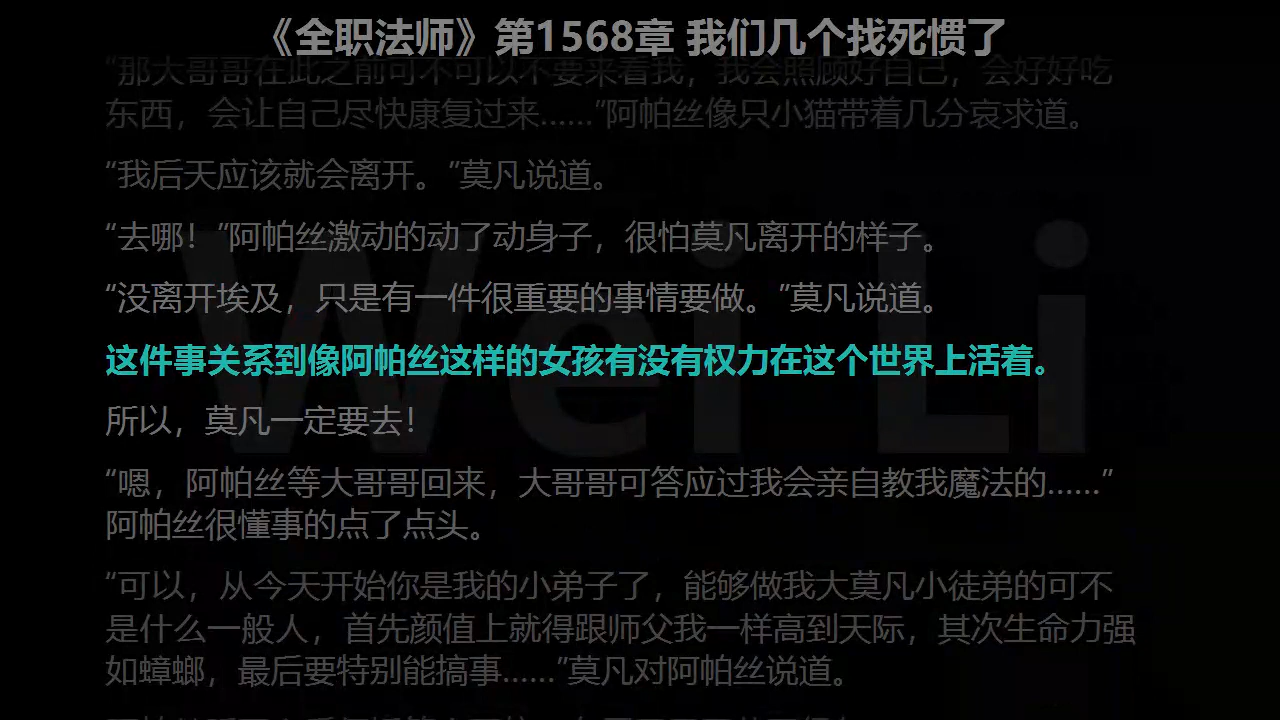 《全职法师》第1568章 我们几个找死惯了
“那大哥哥在此之前可不可以不要来看我，我会照顾好自己，会好好吃
东西，会让自己尽快康复过来……“阿帕丝像只小猫带着几分哀求道。
“我后天应该就会离开。”莫凡说道。
“去哪！”阿帕丝激动的动了动身子，很怕莫凡离开的样子。
“没离开埃及，只是有一件很重要的事情要做。”莫凡说道。
这件事关系到像阿帕丝这样的女孩有没有权力在这个世界上活着。
所以，莫凡一定要去！
“嗯，阿帕丝等大哥哥回来，大哥哥可答应过我会亲自教我魔法的……”
阿帕丝很懂事的点了点头。
“可以，从今天开始你是我的小弟子了，能够做我大莫凡小徒弟的可不
是什么一般人，首先颜值上就得跟师父我一样高到天际，其次生命力强
如蟑螂，最后要特别能搞事……”莫凡对阿帕丝说道。
Wei Li